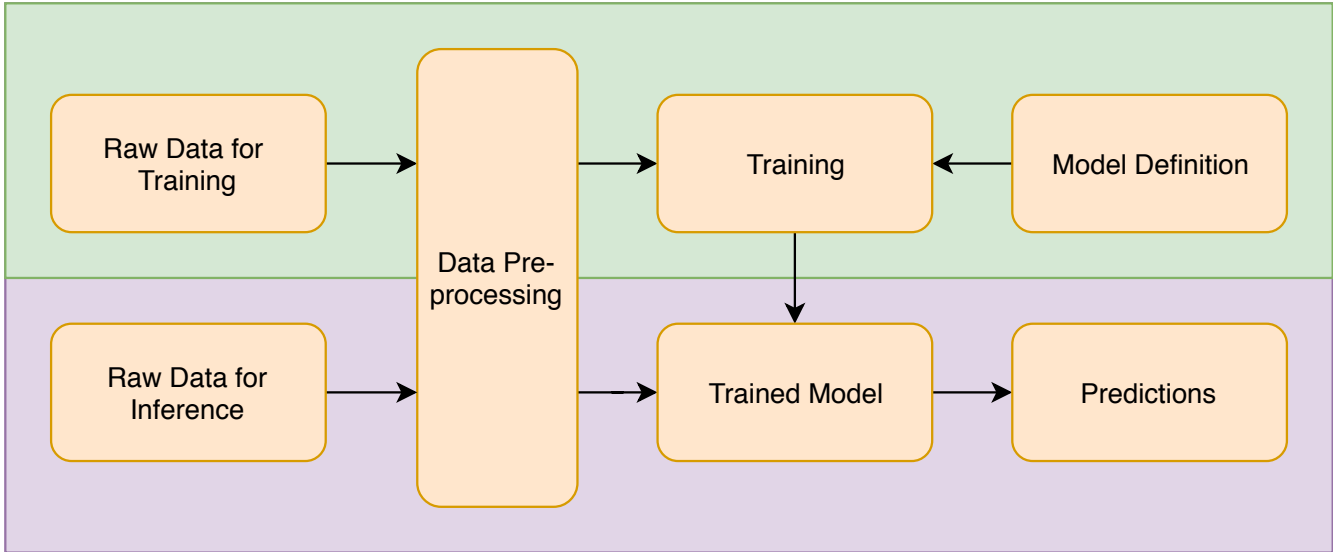 Raw Data for
Training
Data Pre-
processing
Training
Model Definition
Raw Data for
Inference
Trained Model
Predictions